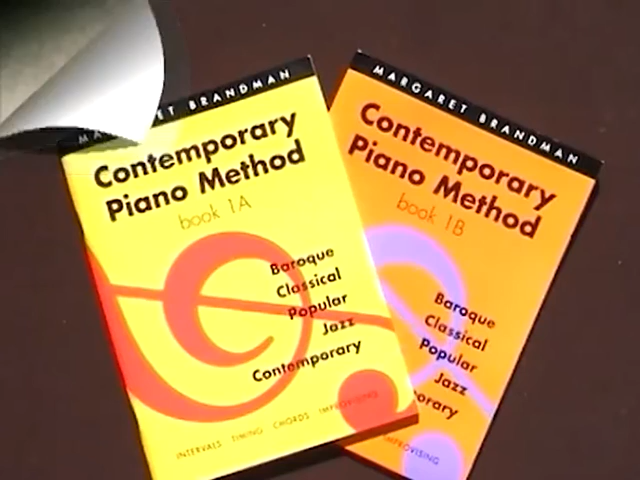 MARGARET BRANDMAN
Contemporary
Piano Method
book 1A
Baroque
Classical
Popular
Jazz
Contemporary
INTERVALS TIMING CHORDS IMPROVISING
MARGARET BRANDMAN
Contemporary
Piano Method
book 1B
Baroque
Classical
Popular
Jazz
orary
IMPROVISING